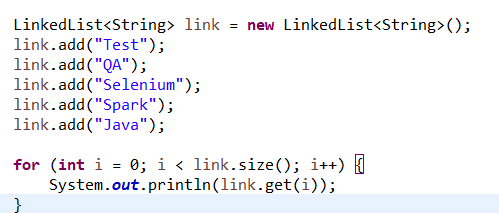 LinkedList<String> link = new LinkedList<String>();
link.add("Test");
link.add("QA");
link.add("Selenium");
link.add("Spark");
link.add("Java");
for (int i = 0; i < link.size(); i++) {
System.out.println(link.get(i));
}